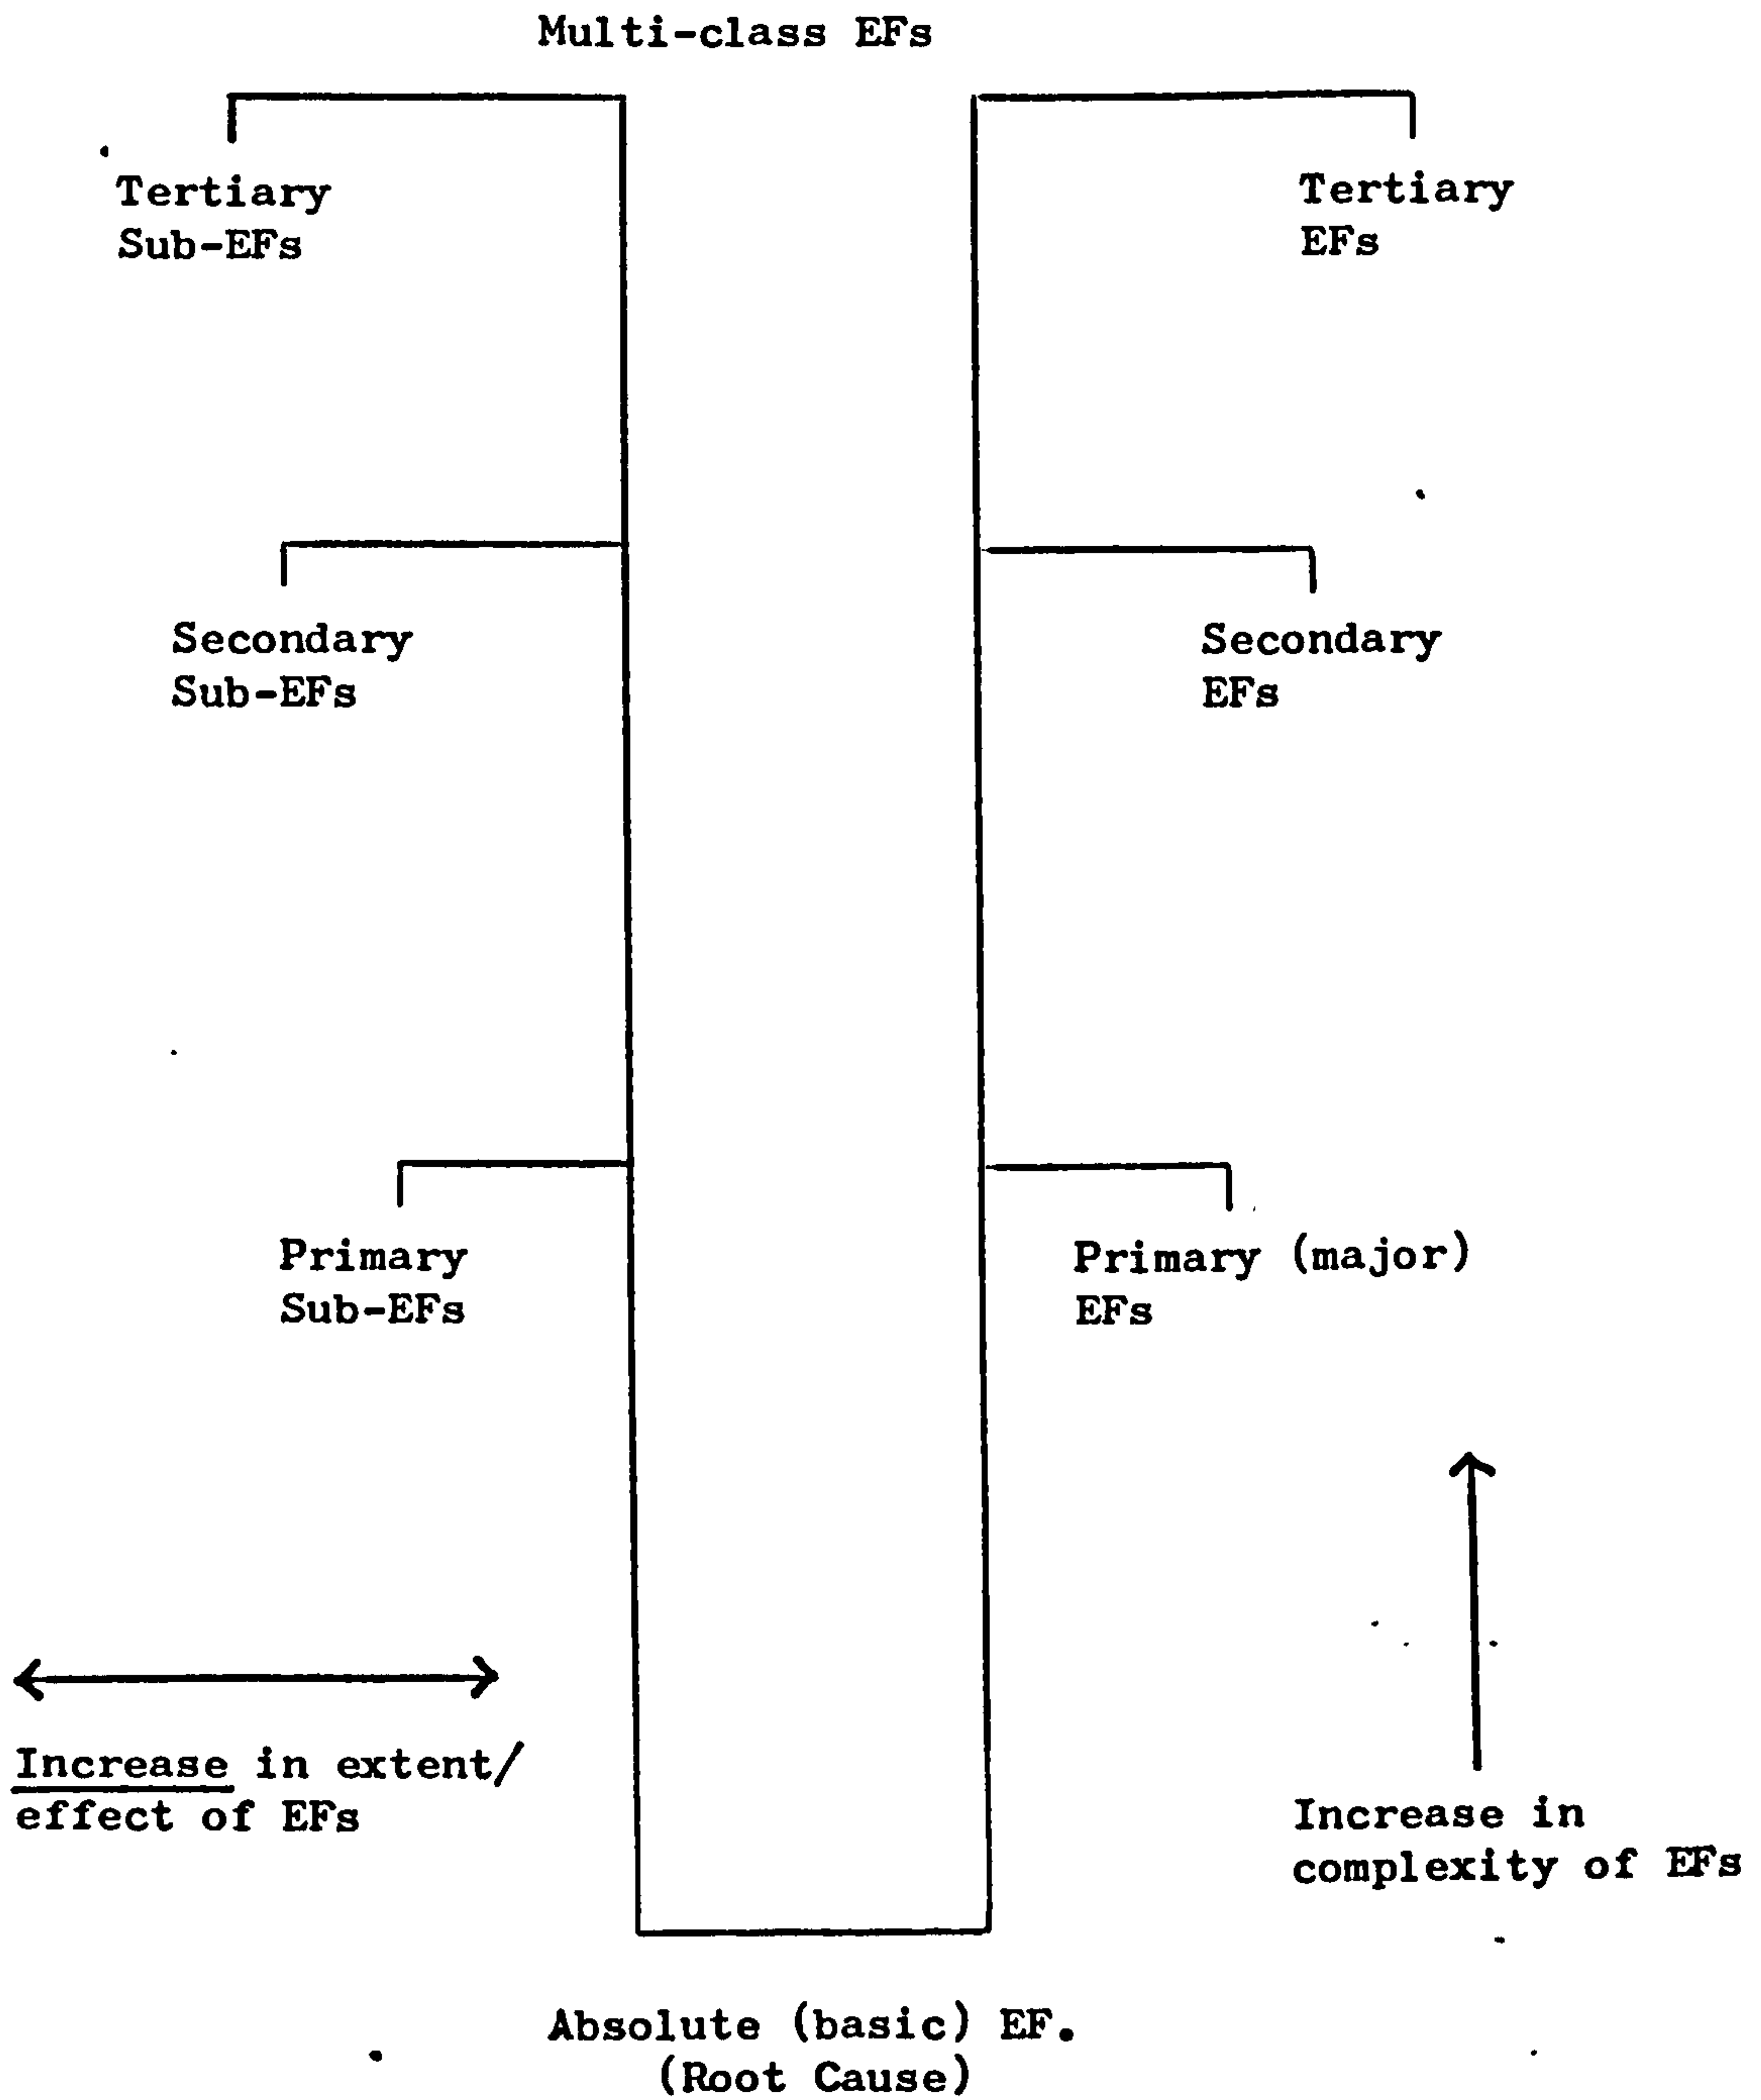 Multi-class EFs
Tertiary
Sub-EFs
Tertiary
EFs
Secondary
Sub-EFs
Secondary
EFs
Primary
Sub-EFs
Primary (major)
EFs
Increase in extent/
effect of EFs
Increase in
complexity of EFs
Absolute (basic) EF.
(Root Cause)